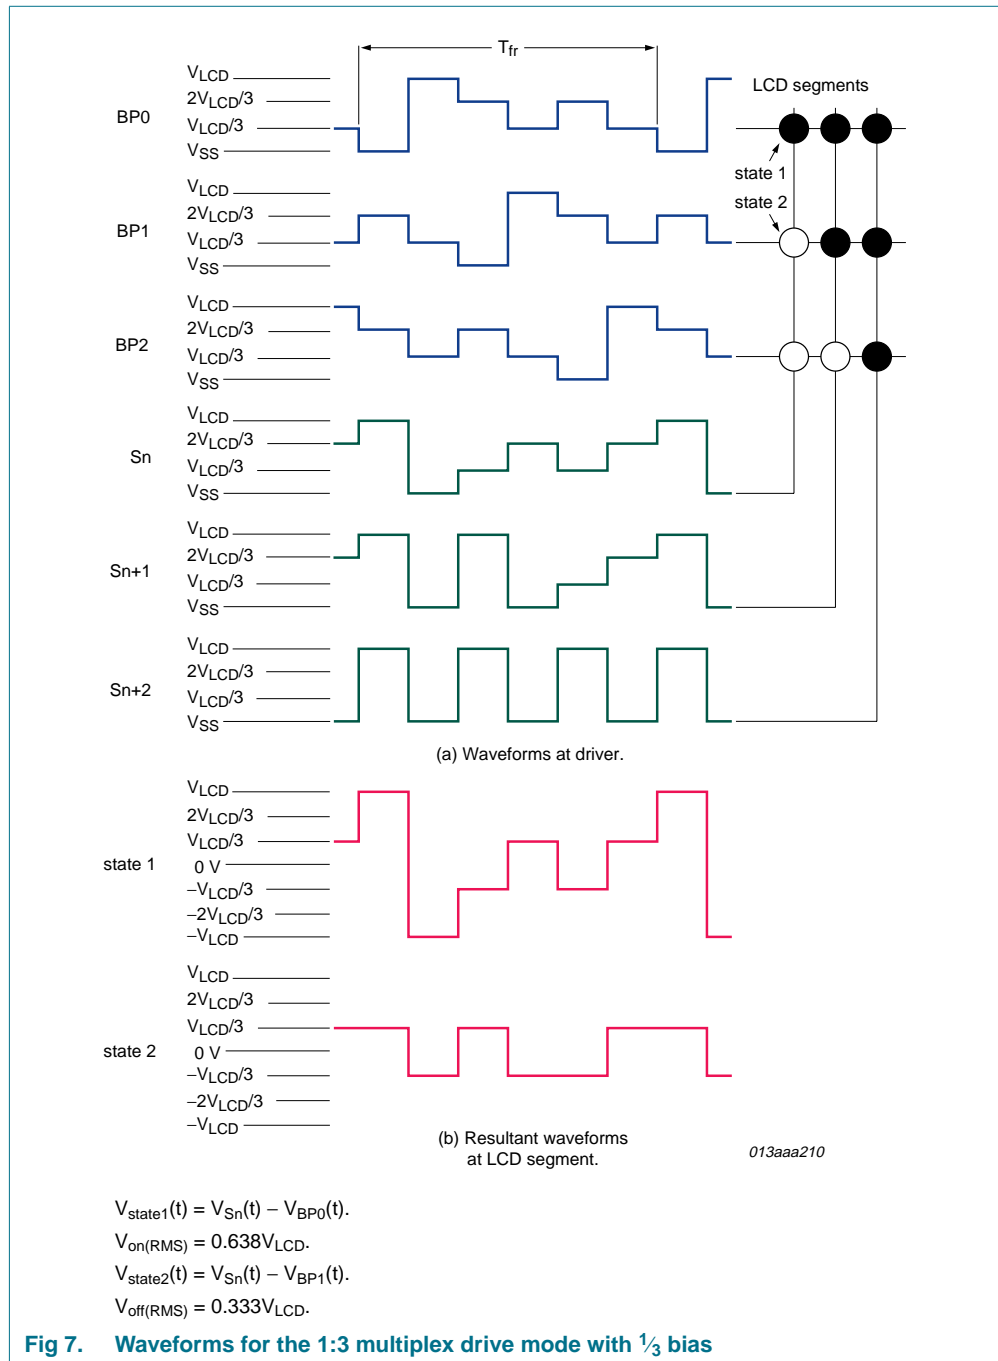 Tfr
VLCD
2VLCD/3
VLCD/3
VSS
BP0
LCD segments
state 1
state 2
VLCD
2VLCD/3
VLCD/3
VSS
BP1
VLCD
2VLCD/3
VLCD/3
VSS
BP2
VLCD
2VLCD/3
VLCD/3
VSS
Sn
VLCD
2VLCD/3
VLCD/3
VSS
Sn+1
VLCD
2VLCD/3
VLCD/3
VSS
Sn+2
(a) Waveforms at driver.
VLCD
2VLCD/3
VLCD/3
0 V
−VLCD/3
−2VLCD/3
−VLCD
state 1
VLCD
2VLCD/3
VLCD/3
0 V
−VLCD/3
−2VLCD/3
−VLCD
state 2
(b) Resultant waveforms
at LCD segment.
013aaa210
Vstate1(t) = VSn(t) − VBP0(t).
Von(RMS) = 0.638VLCD.
Vstate2(t) = VSn(t) − VBP1(t).
Voff(RMS) = 0.333VLCD.
Fig 7. Waveforms for the 1:3 multiplex drive mode with 1⁄3 bias